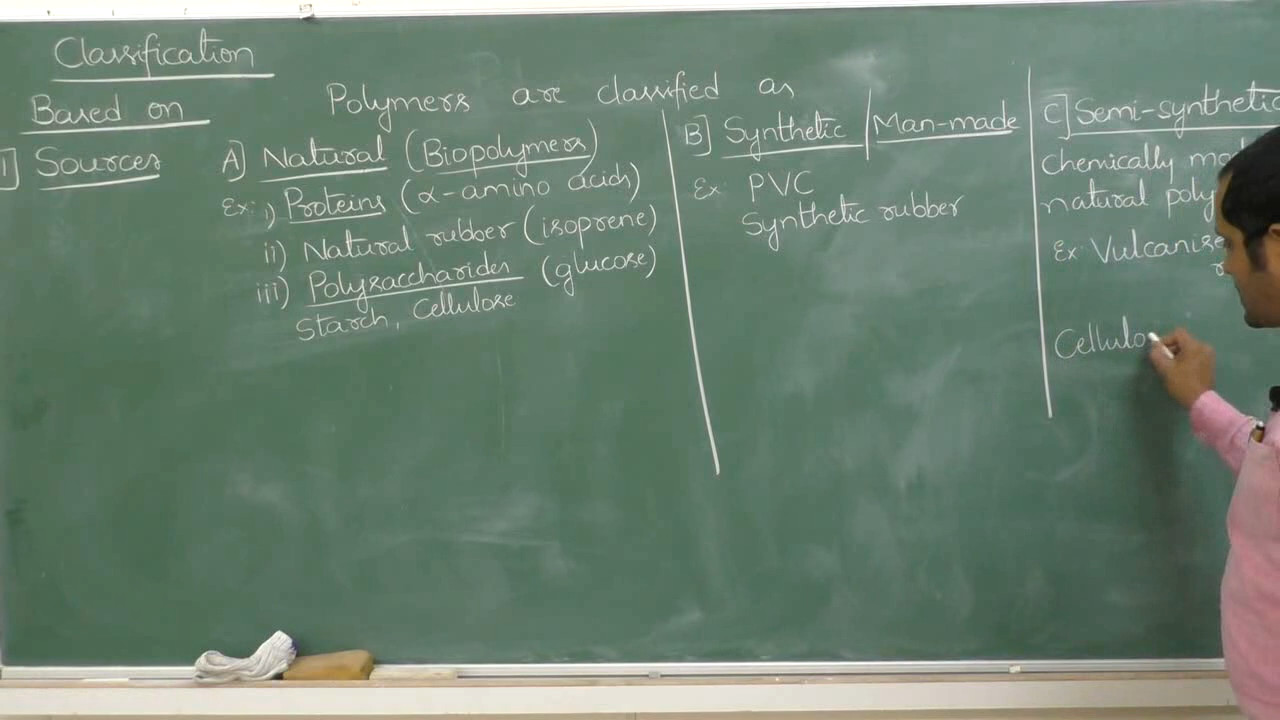 Classification
Based on
1] Sources
Polymers are classified as
A] Natural (Biopolymers)
Ex: i) Proteins (α-amino acids)
ii) Natural rubber (isoprene)
iii) Polysaccharides (glucose)
Starch, Cellulose
B] Synthetic | Man-made
Ex: PVC
Synthetic rubber
C] Semi-synthetic
chemically
natural
Ex: